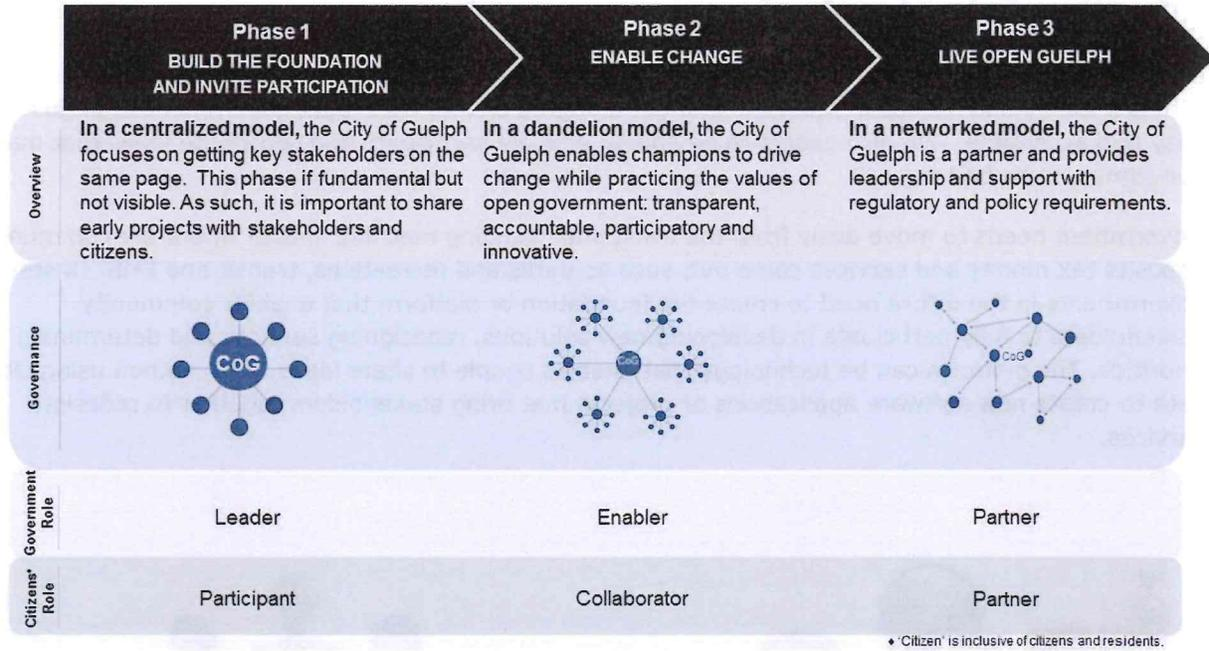 Phase 1
BUILD THE FOUNDATION
AND INVITE PARTICIPATION
Phase 2
ENABLE CHANGE
Phase 3
LIVE OPEN GUELPH
Overview
In a centralized model, the City of Guelph
focuses on getting key stakeholders on the
same page. This phase if fundamental but
not visible. As such, it is important to share
early projects with stakeholders and
citizens.
In a dandelion model, the City of
Guelph enables champions to drive
change while practicing the values of
open government: transparent,
accountable, participatory and
innovative.
In a networked model, the City of
Guelph is a partner and provides
leadership and support with
regulatory and policy requirements.
Governance
CoG
CoG
Government
Role
Leader
Enabler
Partner
Citizens'
Role
Participant
Collaborator
Partner
♦ 'Citizen' is inclusive of citizens and residents.